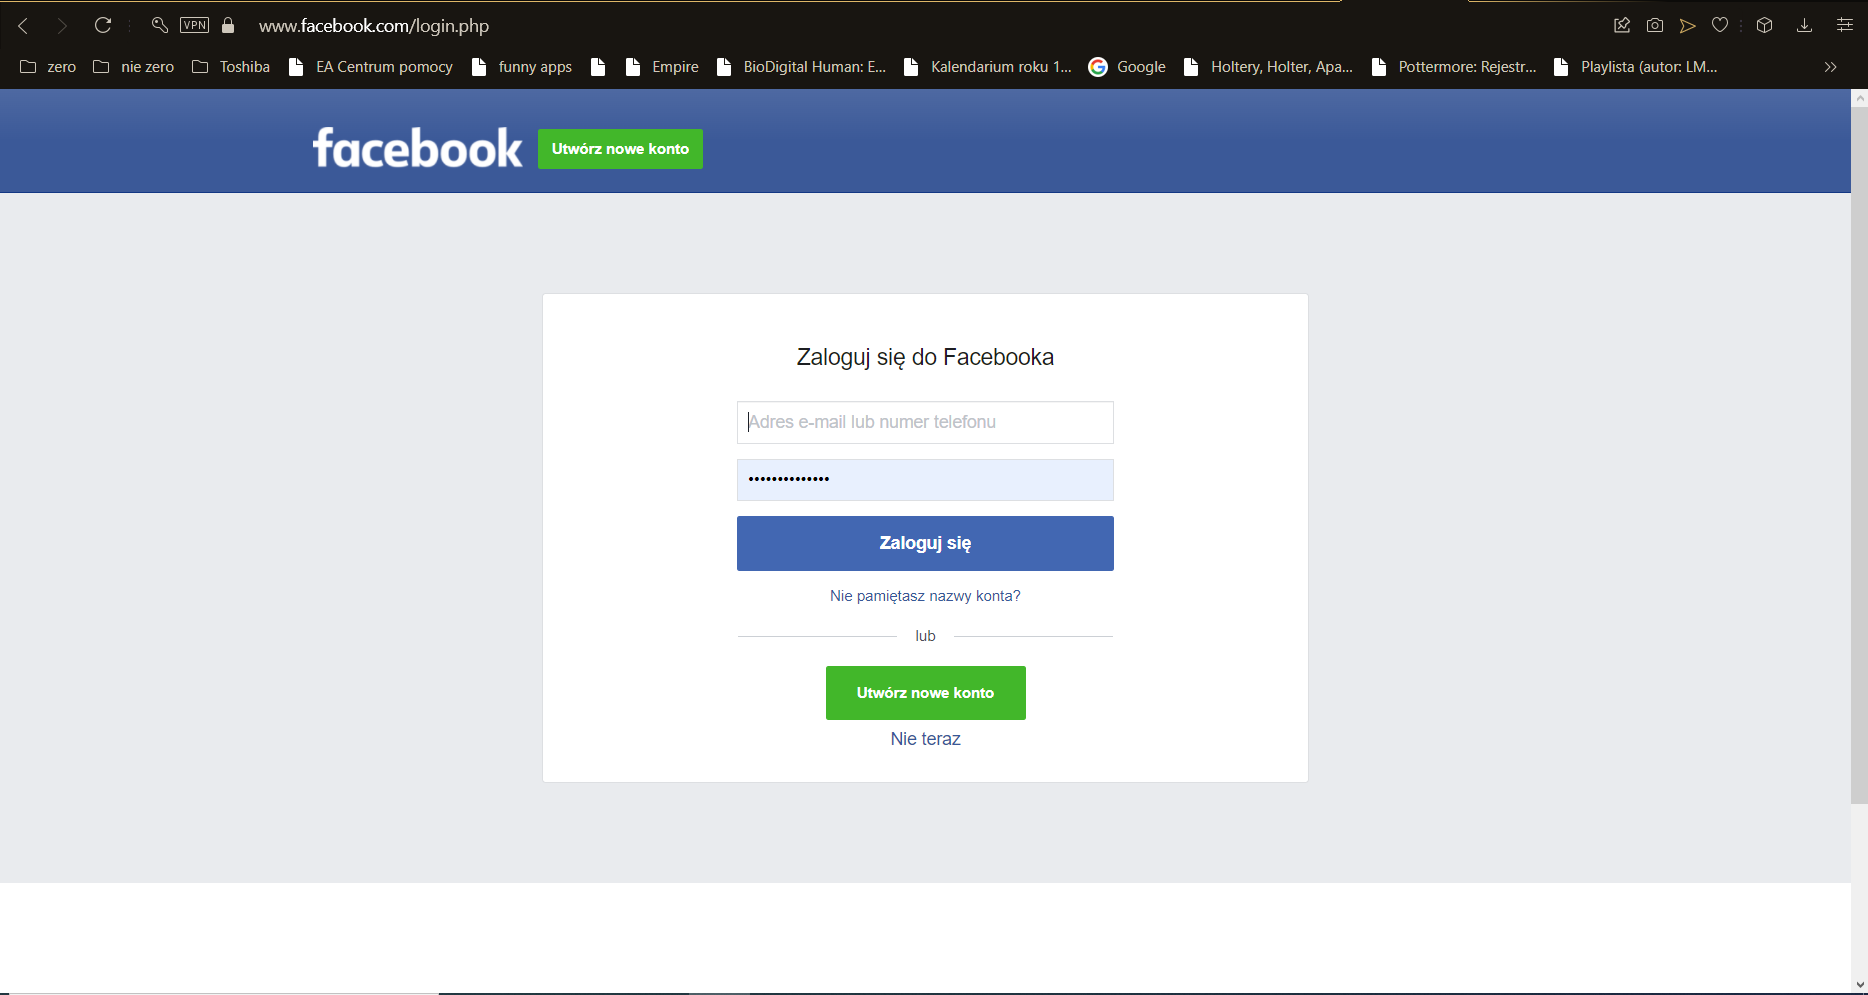 VPN www.facebook.com/login.php
zero nie zero Toshiba EA Centrum pomocy funny apps Empire BioDigital Human: E... Kalendarium roku 1... Google Holtery, Holter, Apa... Pottermore: Rejestr... Playlista (autor: LM...
facebook Utwórz nowe konto
Zaloguj się do Facebooka
Adres e-mail lub numer telefonu
••••••••••••••
Zaloguj się
Nie pamiętasz nazwy konta?
lub
Utwórz nowe konto
Nie teraz